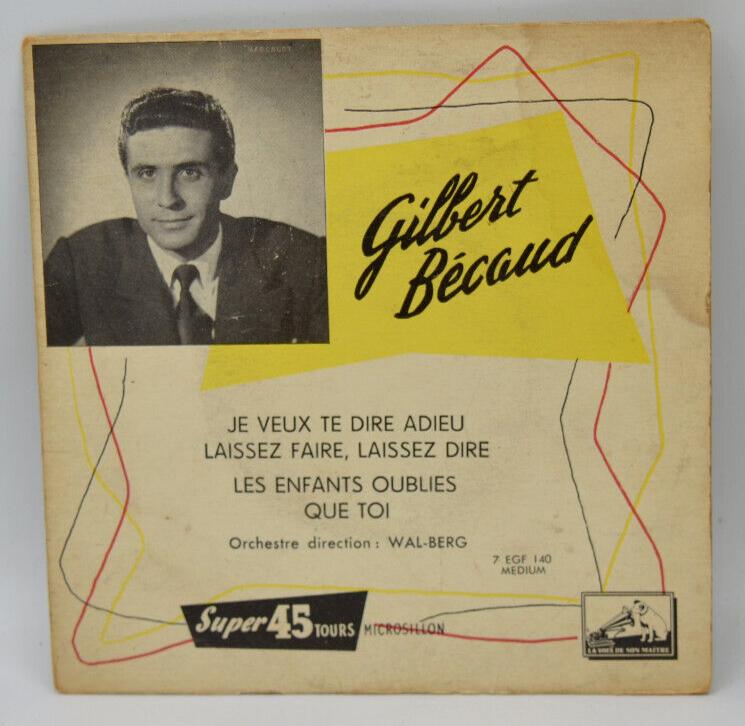 HARCOURT
Gilbert
Bécaud
JE VEUX TE DIRE ADIEU
LAISSEZ FAIRE, LAISSEZ DIRE
LES ENFANTS OUBLIES
QUE TOI
Orchestre direction : WAL-BERG
7 EGF 140
MEDIUM
Super 45 TOURS MICROSILLON
LA VOIX DE SON MAITRE